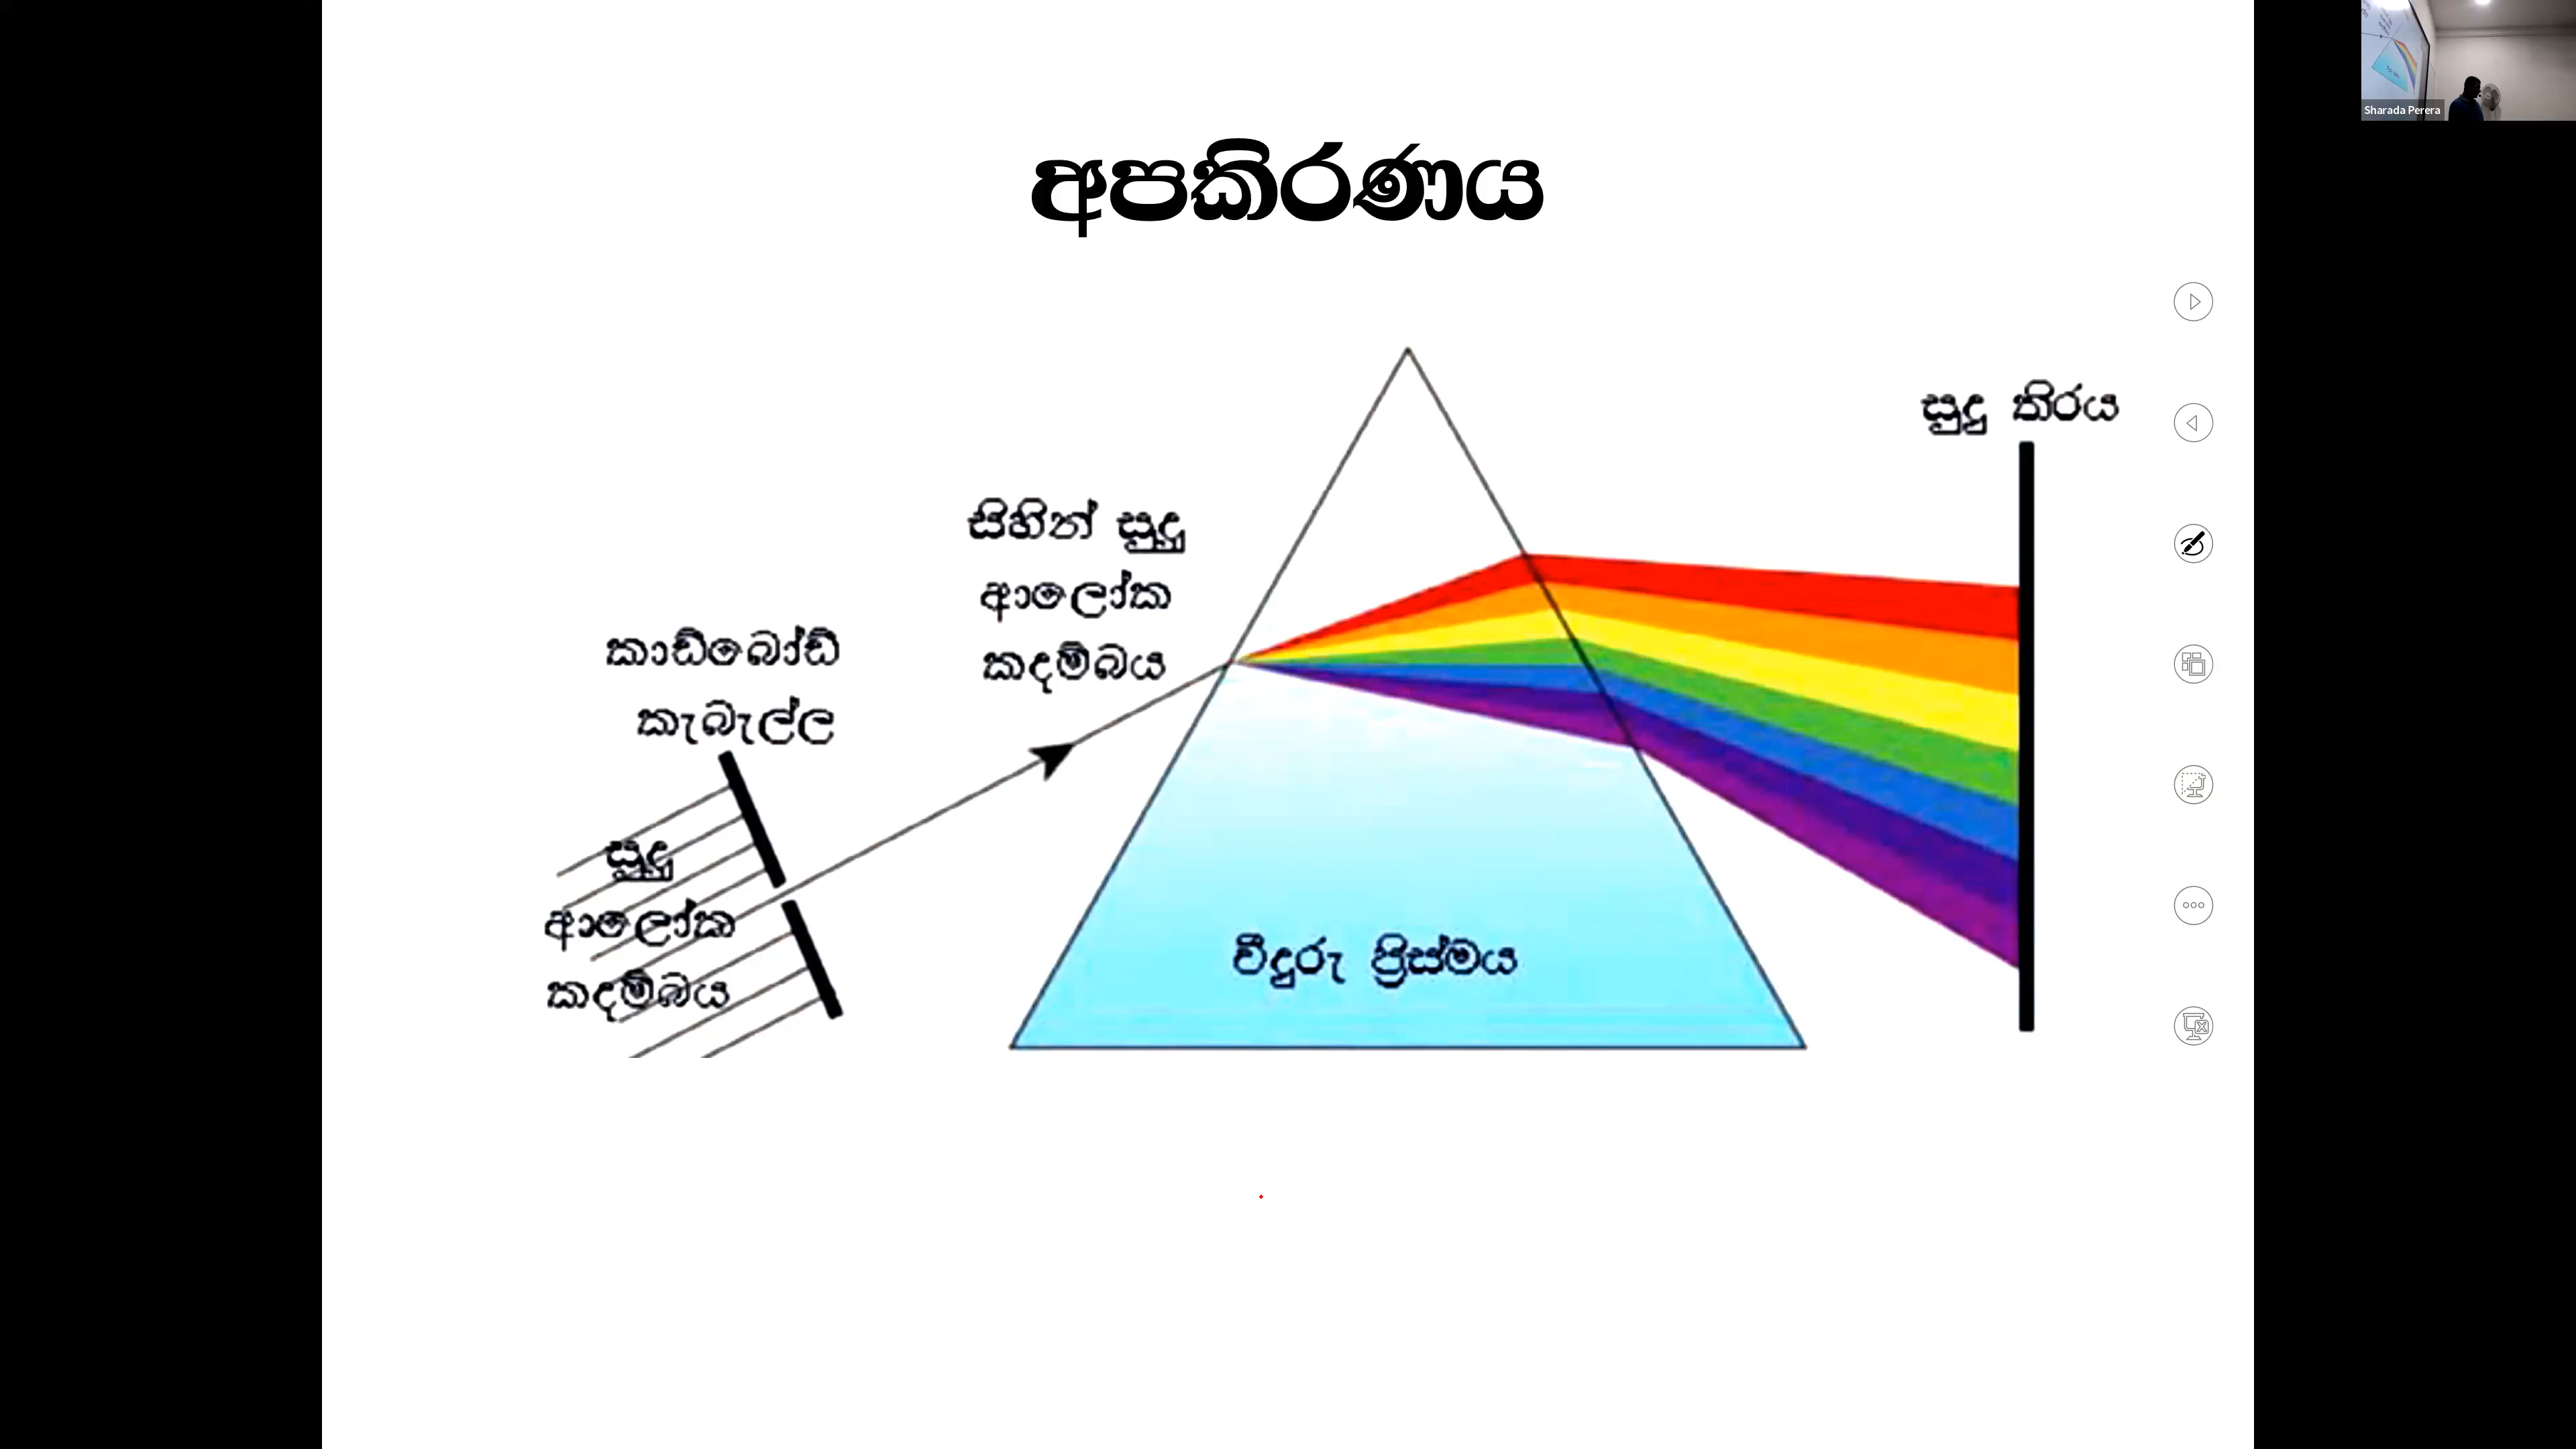 Sharada Perera
අපකිරණය
සුදු තිරය
සිහින් සුදු
ආලෝක
කදම්බය
කාඩ්බෝඩ්
කැබැල්ල
සුදු
ආලෝක
කදම්බය
වීදුරු ප්‍රිස්මය